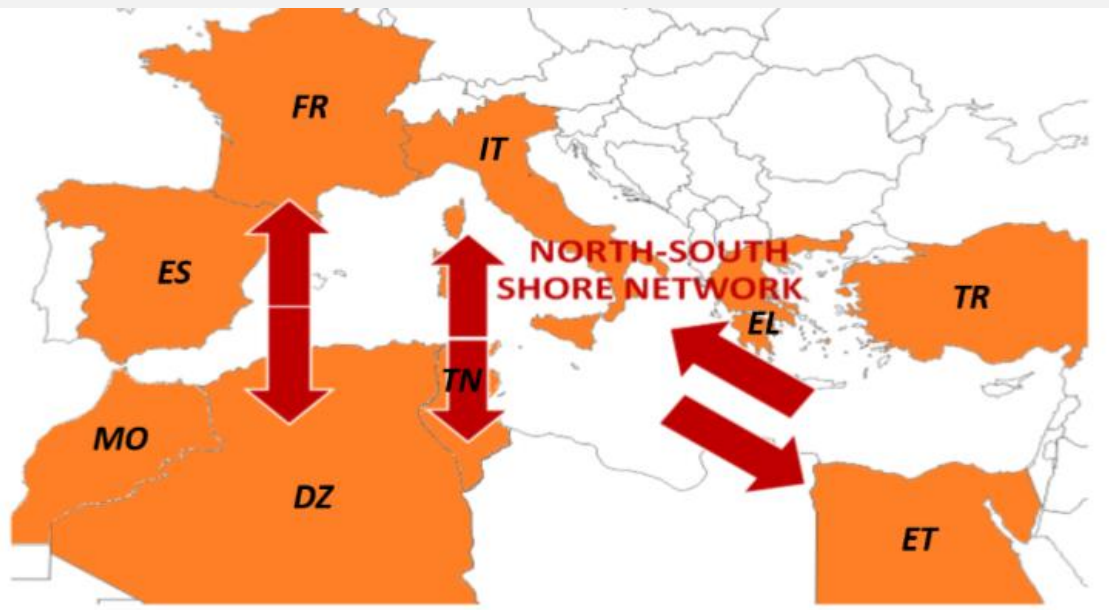 FR
IT
NORTH-SOUTH
SHORE NETWORK
ES
TR
EL
TN
MO
DZ
ET